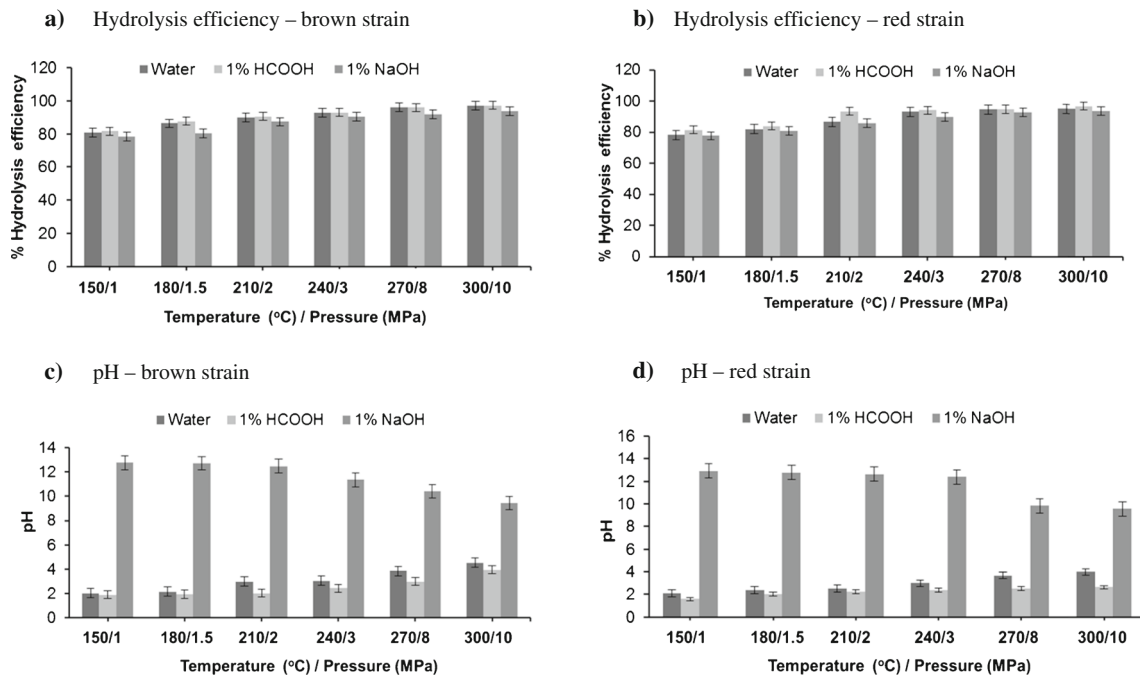 a) Hydrolysis efficiency – brown strain
Water 1% HCOOH 1% NaOH
% Hydrolysis efficiency
120
100
80
60
40
20
0
150/1 180/1.5 210/2 240/3 270/8 300/10
Temperature (ºC) / Pressure (MPa)
b) Hydrolysis efficiency – red strain
Water 1% HCOOH 1% NaOH
% Hydrolysis efficiency
120
100
80
60
40
20
0
150/1 180/1.5 210/2 240/3 270/8 300/10
Temperature (ºC) / Pressure (MPa)
c) pH – brown strain
Water 1% HCOOH 1% NaOH
pH
14
12
10
8
6
4
2
0
150/1 180/1.5 210/2 240/3 270/8 300/10
Temperature (ºC) / Pressure (MPa)
d) pH – red strain
Water 1% HCOOH 1% NaOH
pH
16
14
12
10
8
6
4
2
0
150/1 180/1.5 210/2 240/3 270/8 300/10
Temperature (ºC) / Pressure (MPa)